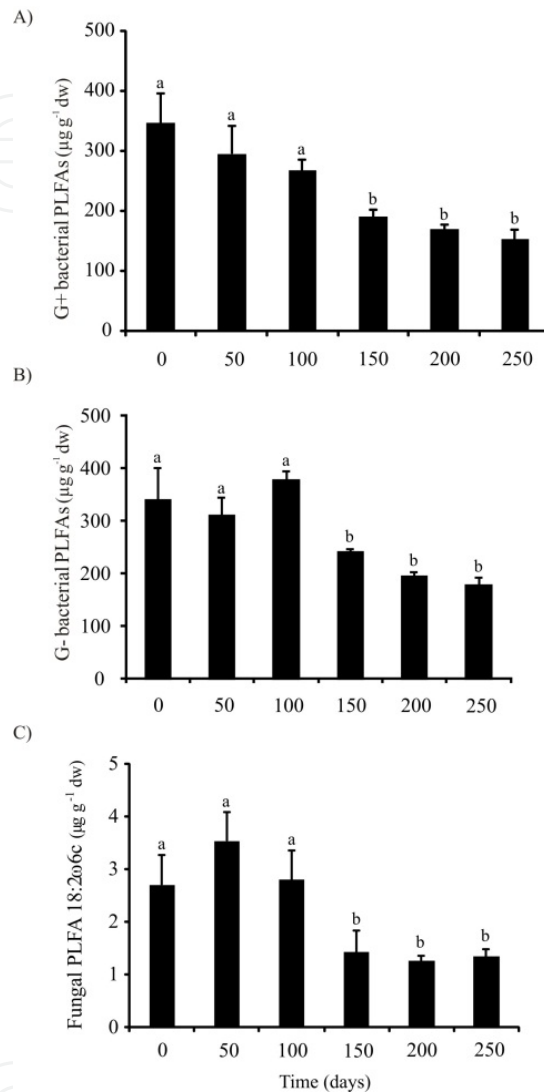 A)
500
400
300
200
100
0
G+ bacterial PLFAs (µg g⁻¹ dw)
a a a b b b
0 50 100 150 200 250
B)
500
400
300
200
100
0
G- bacterial PLFAs (µg g⁻¹ dw)
a a a b b b
0 50 100 150 200 250
C)
5
4
3
2
1
0
Fungal PLFA 18:2ω6c (µg g⁻¹ dw)
a a a b b b
0 50 100 150 200 250
Time (days)